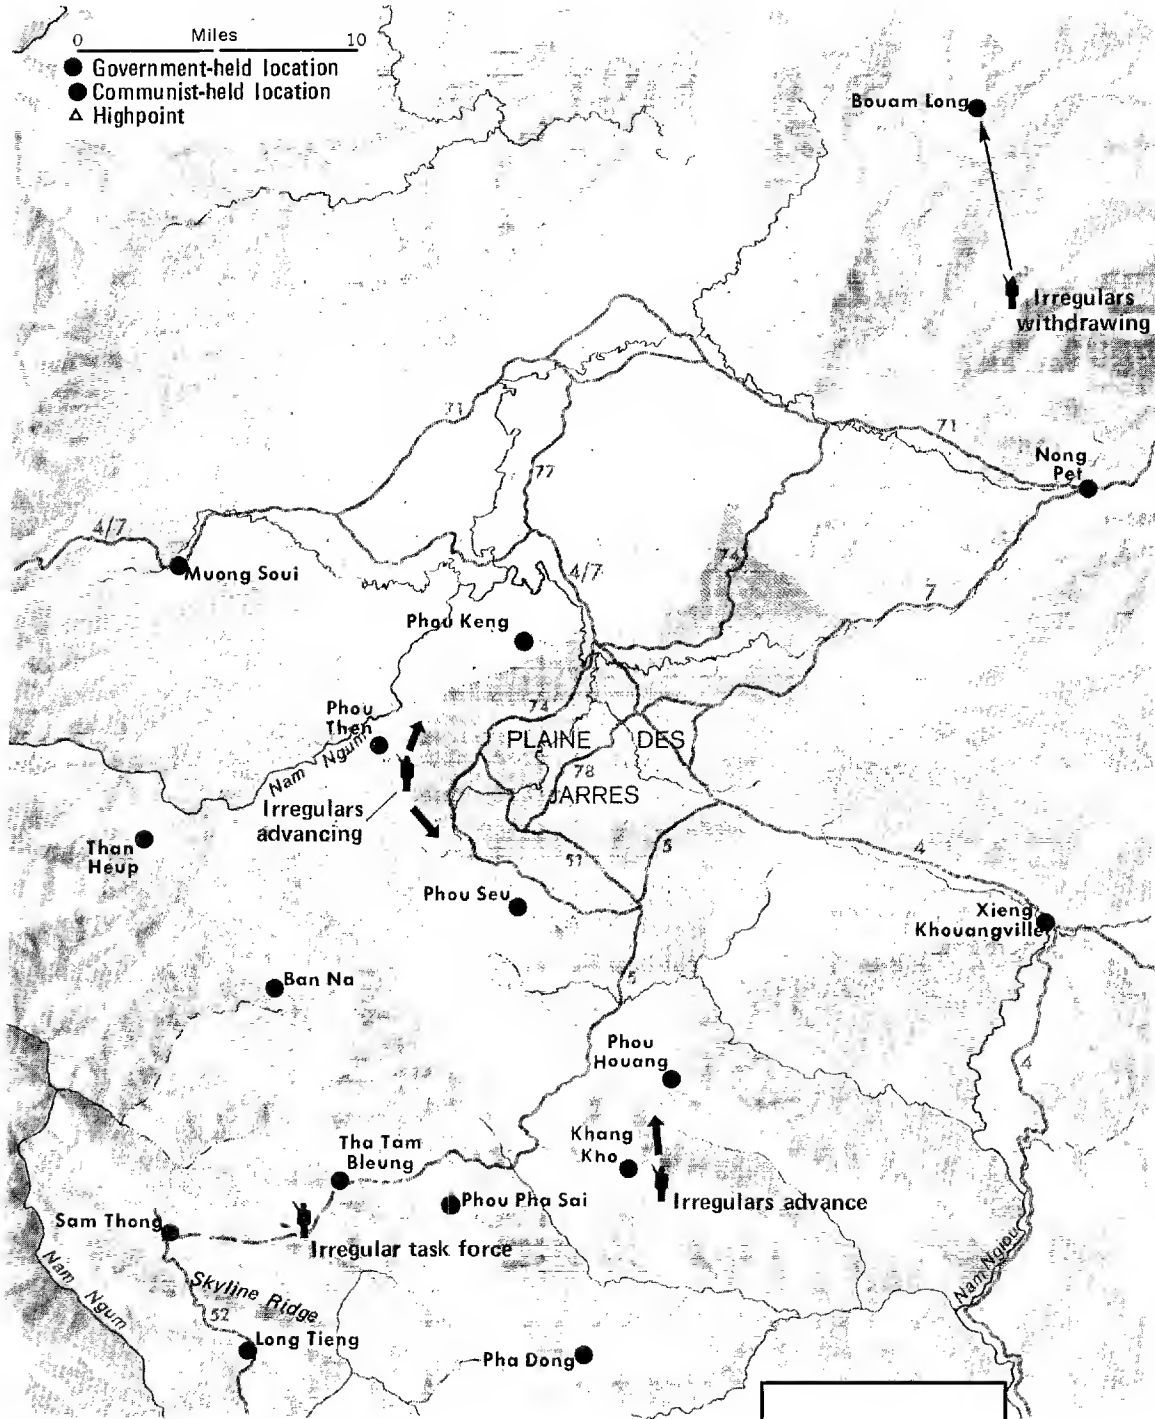 Miles
0 10
Government-held location
Communist-held location
Highpoint
Bouam Long
Irregulars
withdrawing
71
71
Nong
Pet
77
4/7
Muong Soui
4/7
74
7
Phou Keng
Phou
Then
74
PLAINE DES
Nam Ngum
78
JARRES
Irregulars
advancing
Than
Heup
5
4
51
Phou Seu
Xieng
Khouangville
Ban Na
5
Phou
Houang
4
Khang
Kho
Tha Tam
Bleung
Phou Pha Sai
Irregulars advance
Sam Thong
Irregular task force
Nam Ngum
Skyline Ridge
52
Nam Ngiou
Long Tieng
Pha Dong